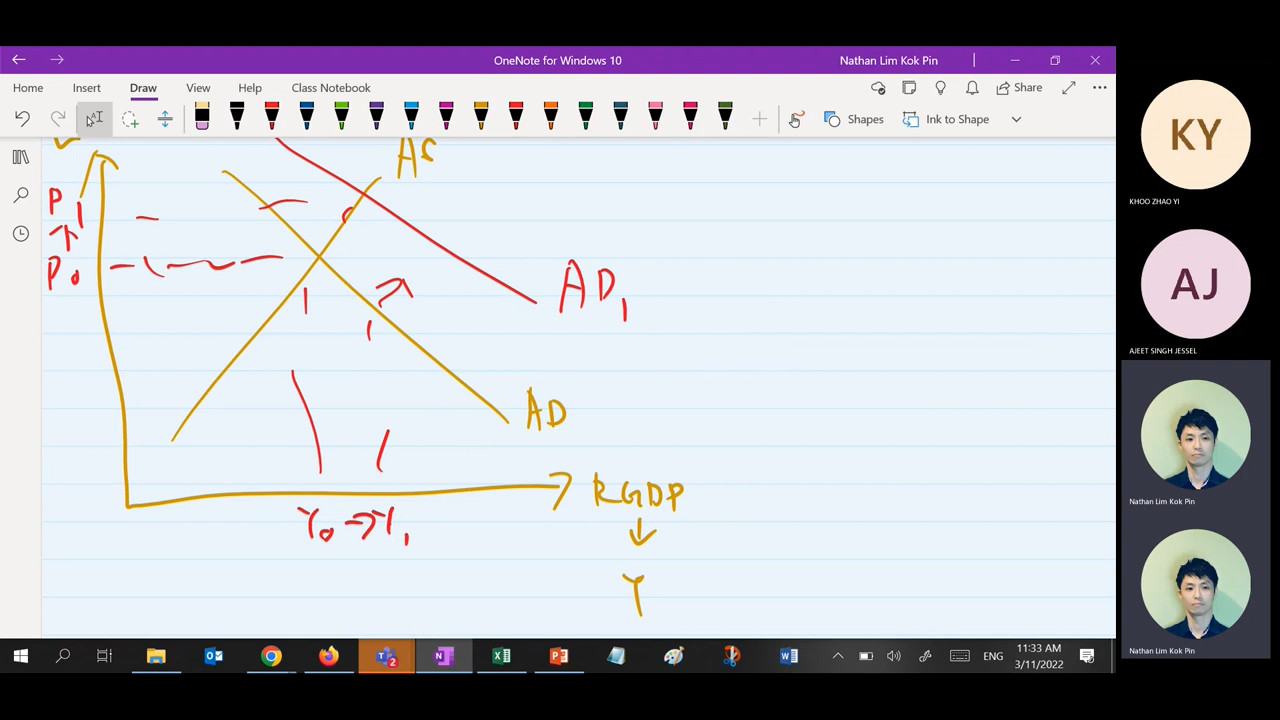 OneNote for Windows 10
Nathan Lim Kok Pin
Home
Insert
Draw
View
Help
Class Notebook
Share
Shapes
Ink to Shape
KY
KHOO ZHAO YI
AJ
AJEET SINGH JESSEL
Nathan Lim Kok Pin
Nathan Lim Kok Pin
AS
P1
P0
AD1
AD
RGDP
Y0 → Y1
Y
2
ENG
11:33 AM
3/11/2022